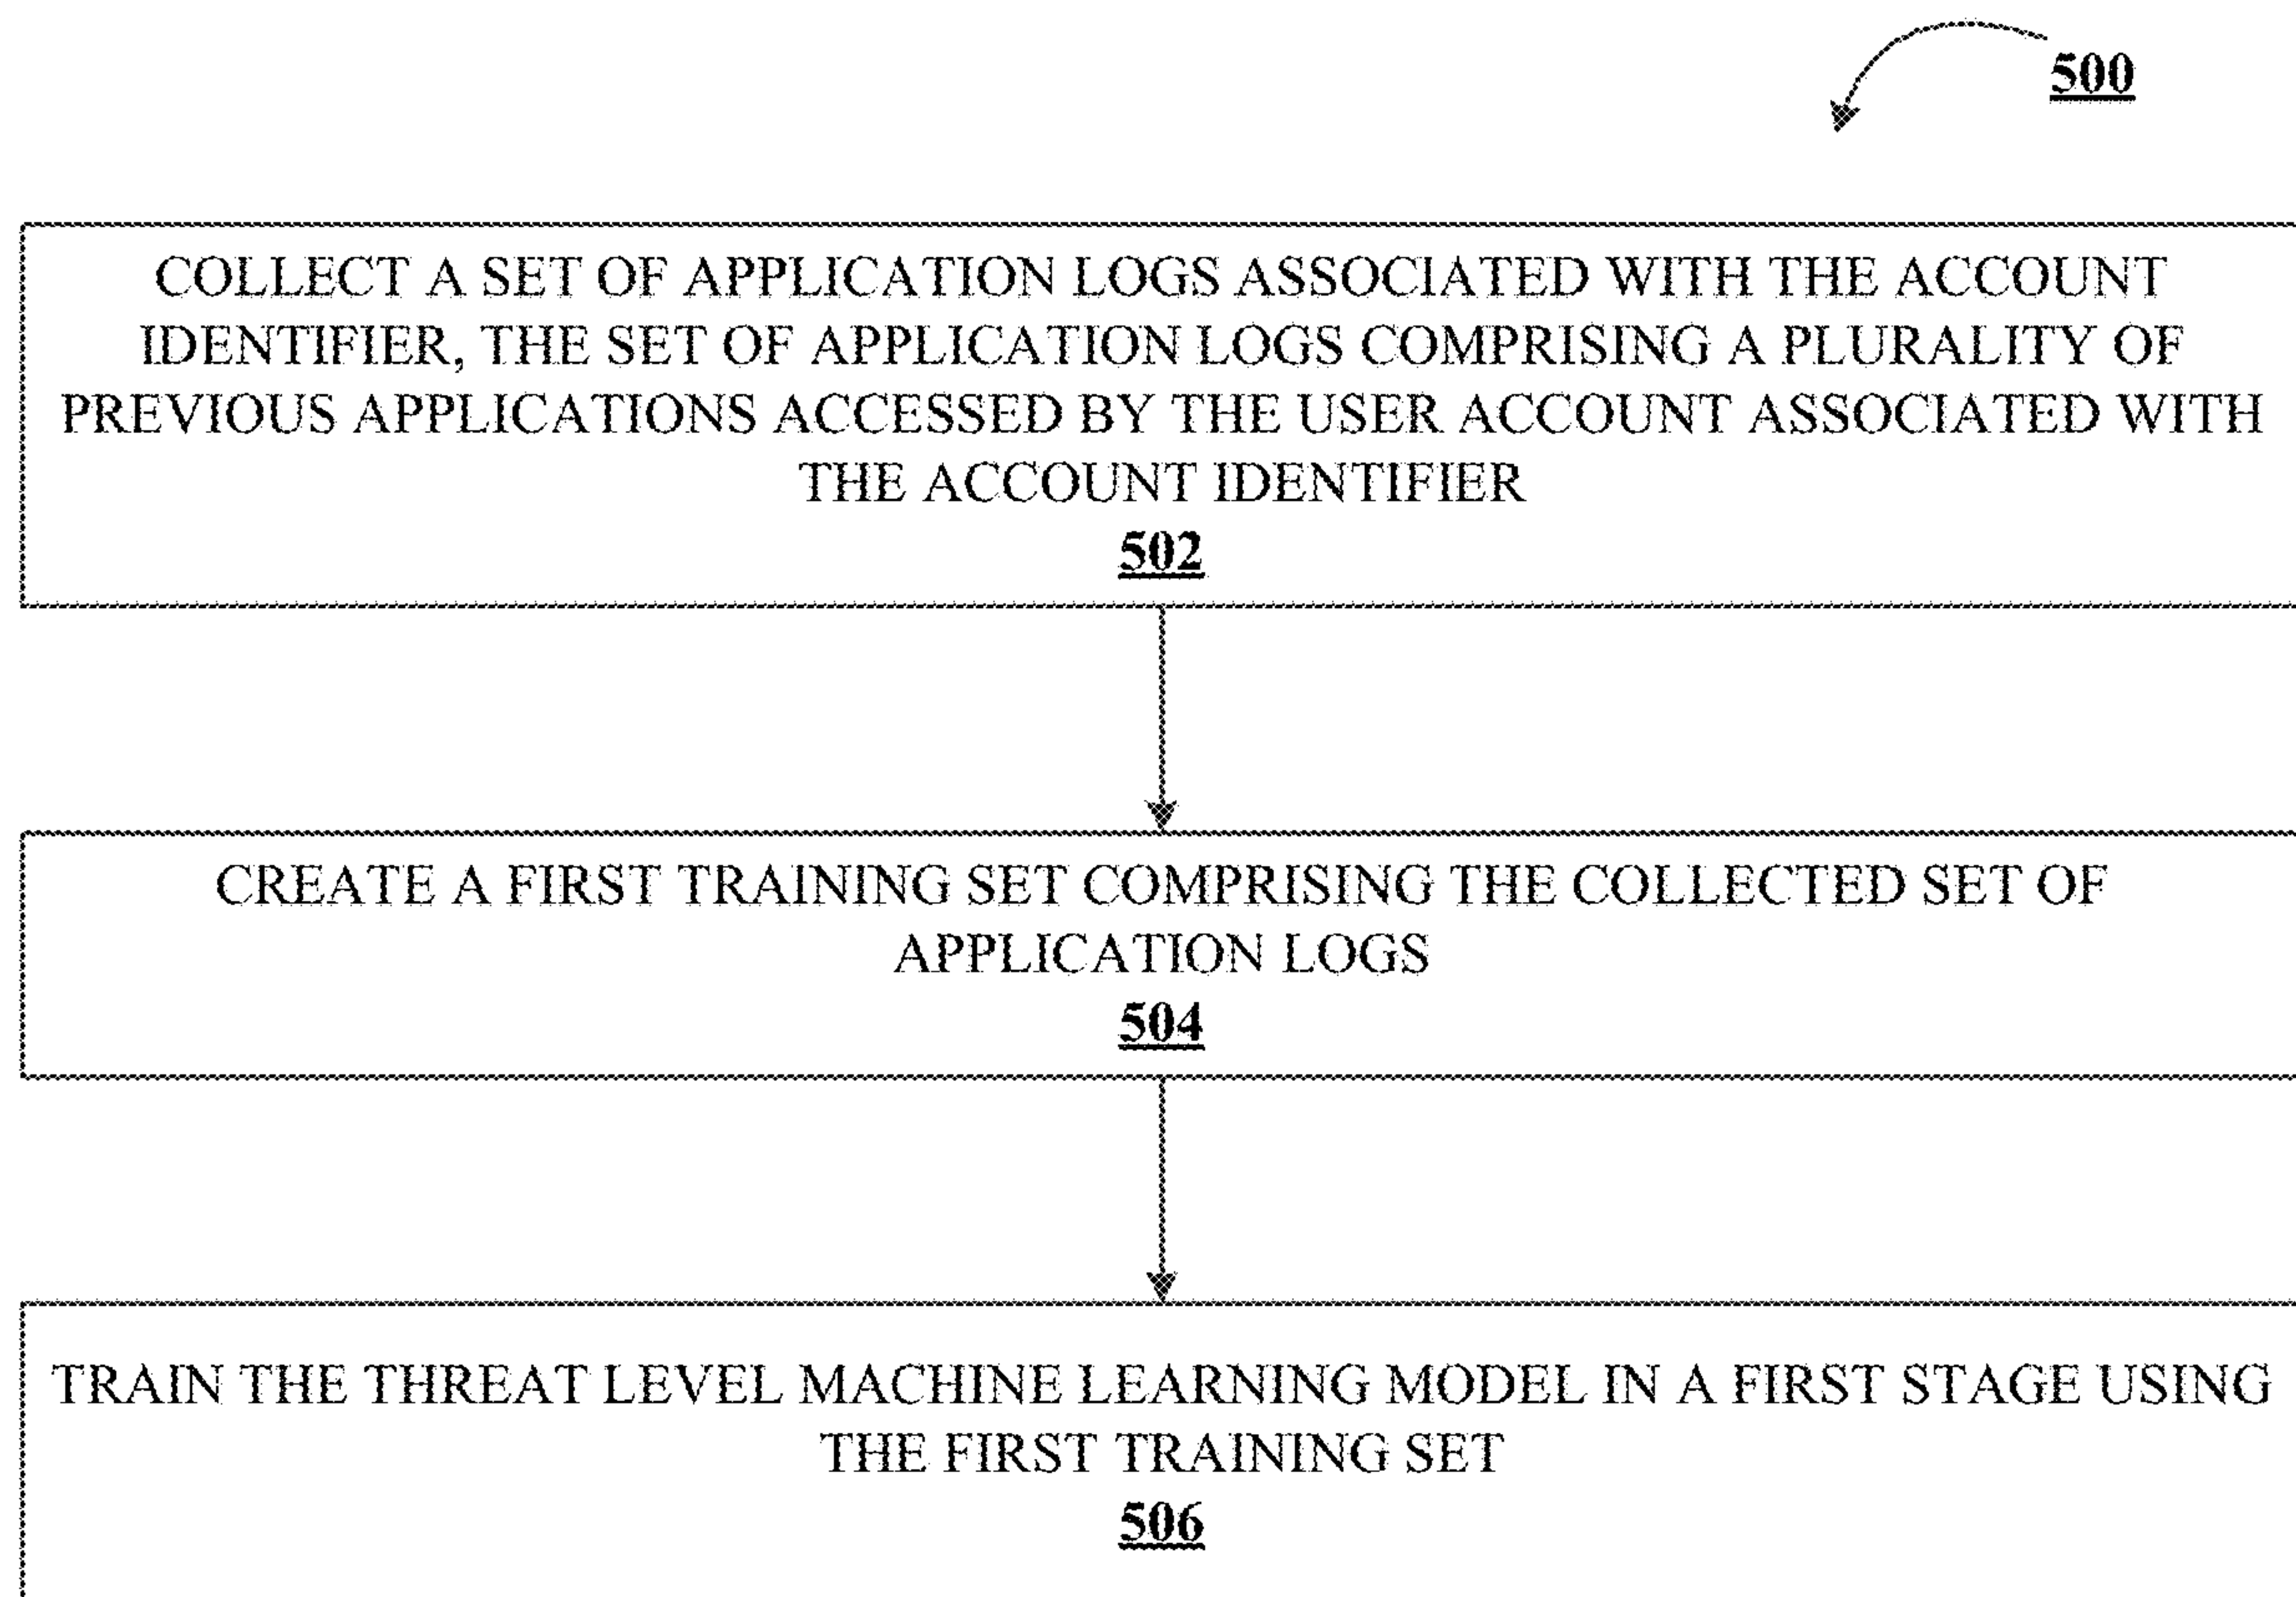 500
COLLECT A SET OF APPLICATION LOGS ASSOCIATED WITH THE ACCOUNT
IDENTIFIER, THE SET OF APPLICATION LOGS COMPRISING A PLURALITY OF
PREVIOUS APPLICATIONS ACCESSED BY THE USER ACCOUNT ASSOCIATED WITH
THE ACCOUNT IDENTIFIER
502
CREATE A FIRST TRAINING SET COMPRISING THE COLLECTED SET OF
APPLICATION LOGS
504
TRAIN THE THREAT LEVEL MACHINE LEARNING MODEL IN A FIRST STAGE USING
THE FIRST TRAINING SET
506